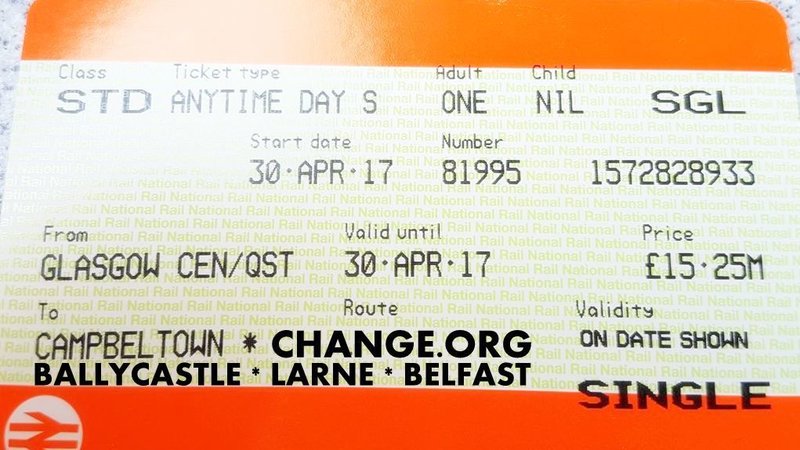 Class Ticket type Adult Child
STD ANYTIME DAY S ONE NIL SGL
Start date Number
30·APR·17 81995 1572828933
From Valid until Price
GLASGOW CEN/QST 30·APR·17 £15·25M
To Route Validity
CAMPBELTOWN * CHANGE.ORG ON DATE SHOWN
BALLYCASTLE * LARNE * BELFAST
SINGLE